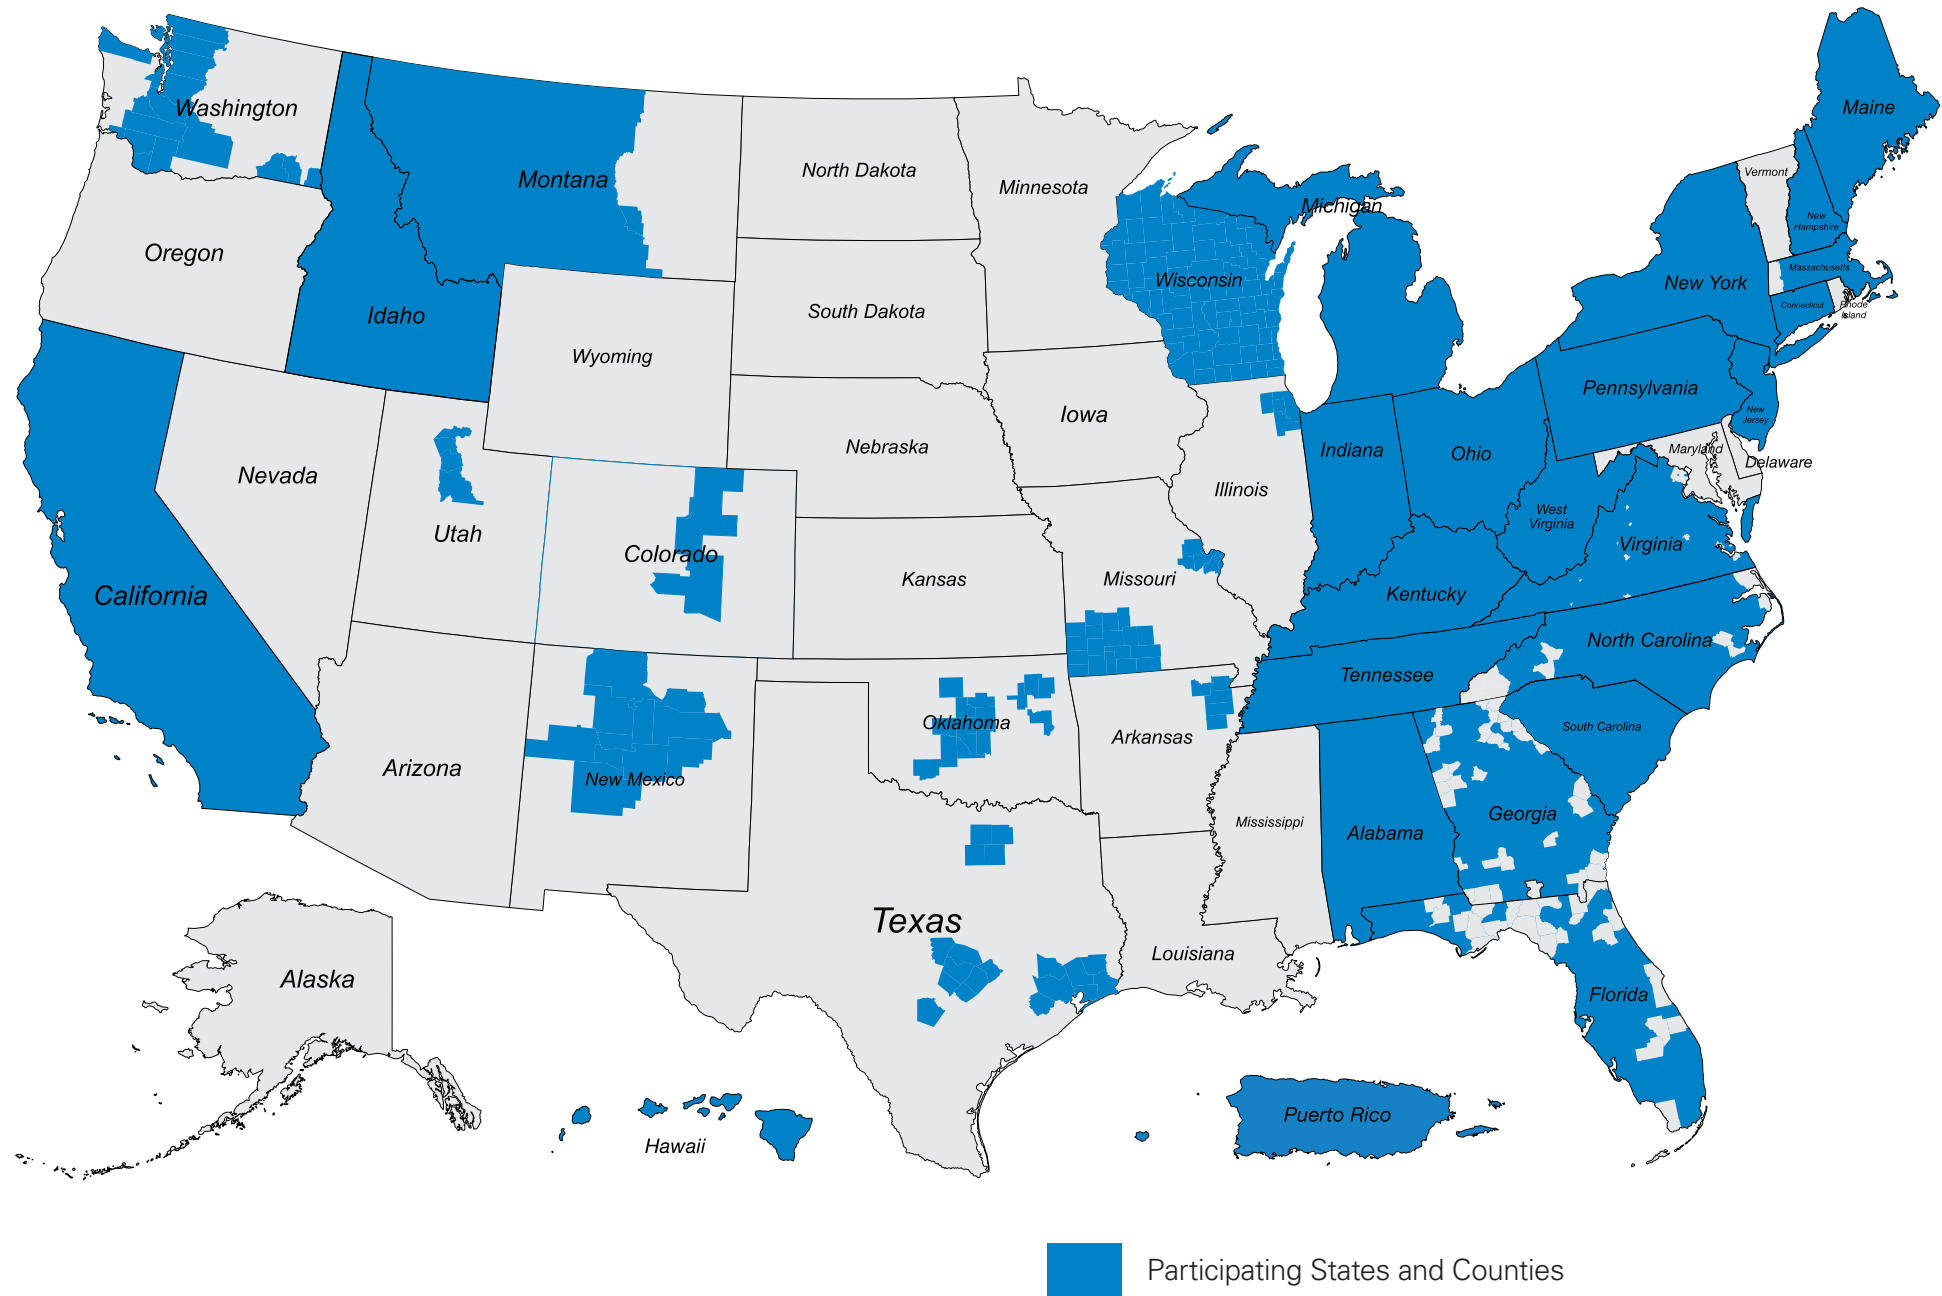 Washington
Montana
North Dakota
Minnesota
Michigan
Maine
Vermont
New
Hampshire
Massachusetts
Connecticut
Rhode
Island
New York
Oregon
Idaho
Wyoming
South Dakota
Wisconsin
Iowa
Nebraska
Pennsylvania
New
Jersey
Maryland
Delaware
Nevada
Utah
Colorado
Kansas
Missouri
Illinois
Indiana
Ohio
West
Virginia
Virginia
Kentucky
California
Arizona
New Mexico
Oklahoma
Arkansas
Tennessee
North Carolina
South Carolina
Mississippi
Alabama
Georgia
Texas
Louisiana
Florida
Alaska
Hawaii
Puerto Rico
Participating States and Counties